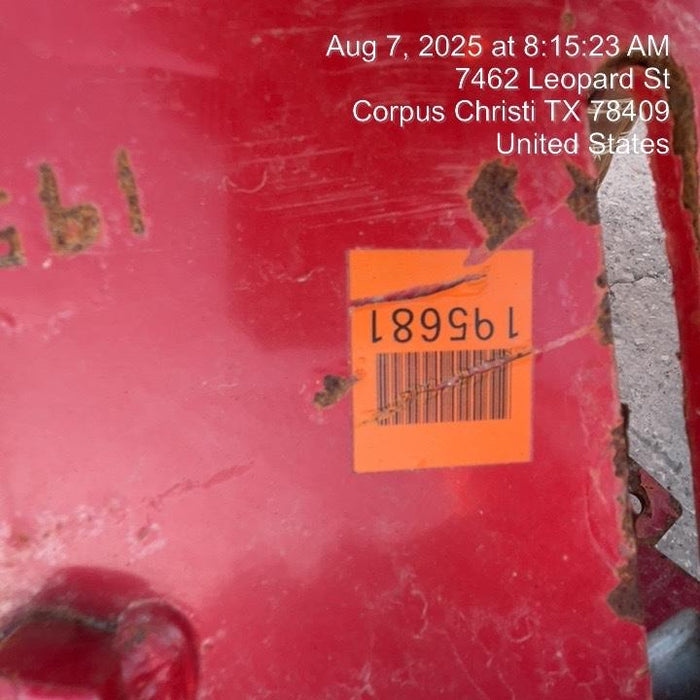 Aug 7, 2025 at 8:15:23 AM
7462 Leopard St
Corpus Christi TX 78409
United States
195681